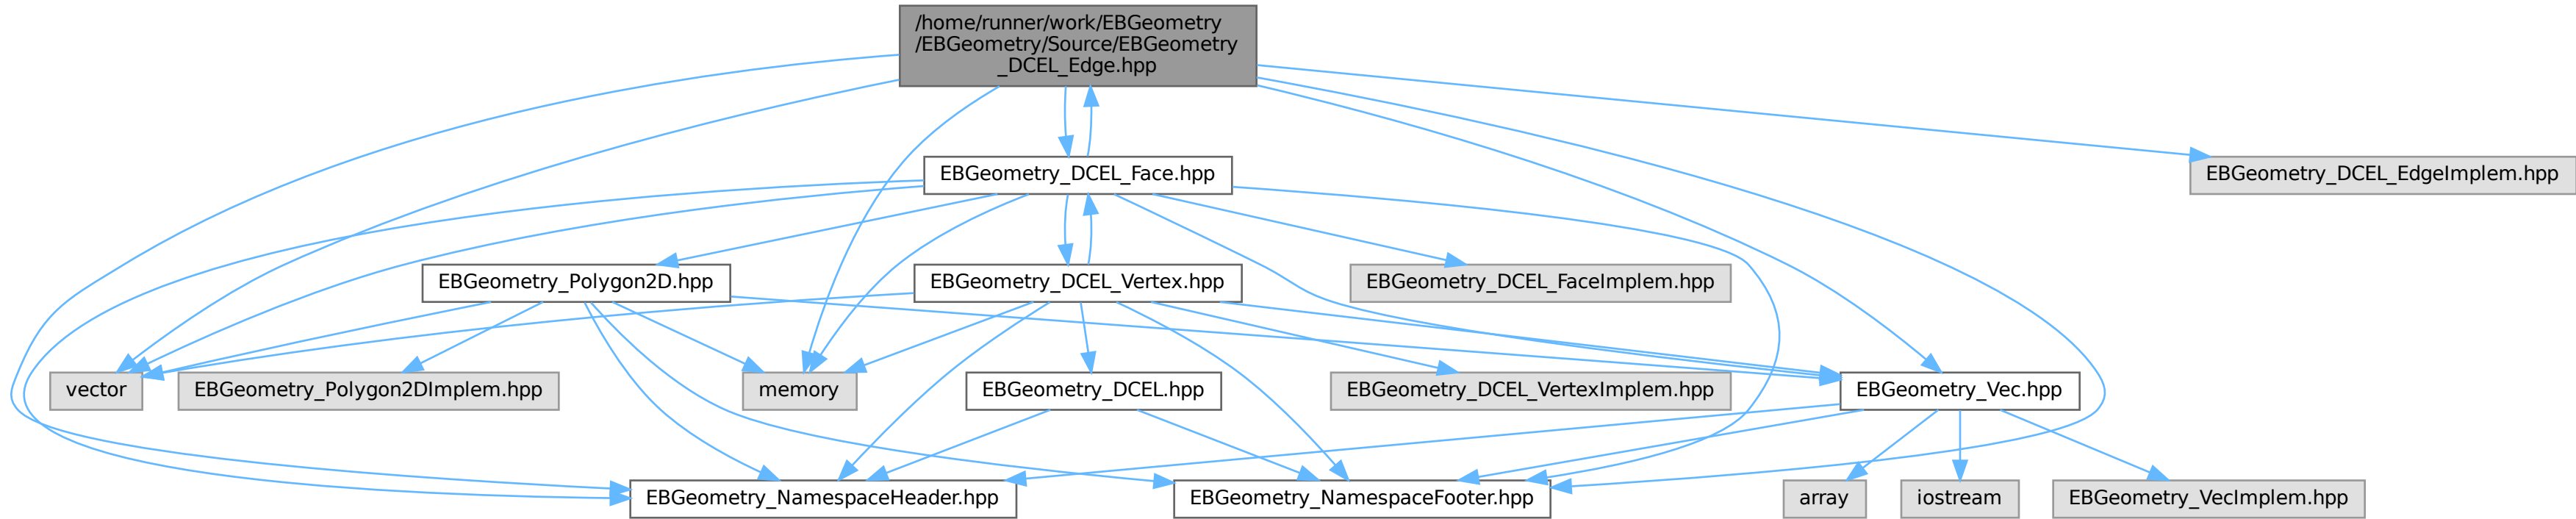 /home/runner/work/EBGeometry
/EBGeometry/Source/EBGeometry
_DCEL_Edge.hpp
EBGeometry_DCEL_Face.hpp
EBGeometry_DCEL_EdgeImplem.hpp
EBGeometry_Polygon2D.hpp
EBGeometry_DCEL_Vertex.hpp
EBGeometry_DCEL_FaceImplem.hpp
vector
EBGeometry_Polygon2DImplem.hpp
memory
EBGeometry_DCEL.hpp
EBGeometry_DCEL_VertexImplem.hpp
EBGeometry_Vec.hpp
EBGeometry_NamespaceHeader.hpp
EBGeometry_NamespaceFooter.hpp
array
iostream
EBGeometry_VecImplem.hpp